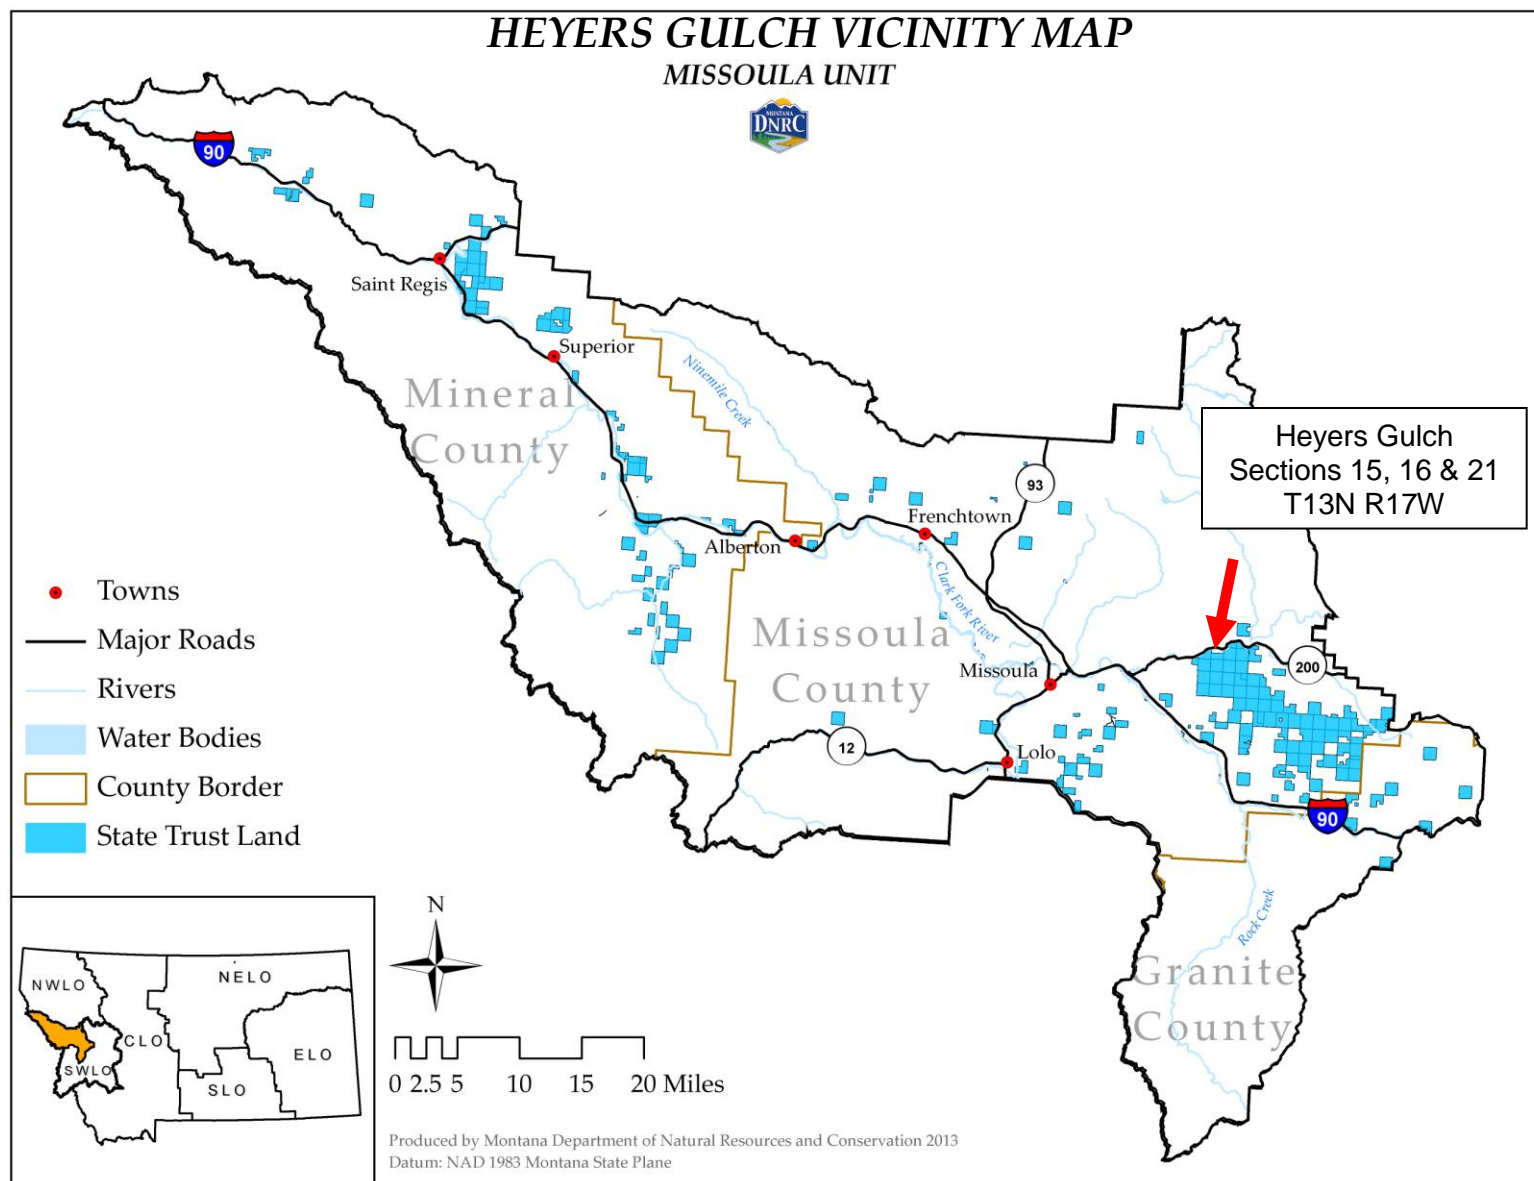 HEYERS GULCH VICINITY MAP
MISSOULA UNIT
MONTANA
DNRC
90
Saint Regis
Superior
Mineral
County
Ninemile Creek
Heyers Gulch
Sections 15, 16 & 21
T13N R17W
93
Frenchtown
Alberton
Clark Fork River
Missoula
County
Missoula
200
12
Lolo
90
Rock Creek
Granite
County
Towns
Major Roads
Rivers
Water Bodies
County Border
State Trust Land
NWLO
NELO
CLO
ELO
SWLO
SLO
N
0 2.5 5 10 15 20 Miles
Produced by Montana Department of Natural Resources and Conservation 2013
Datum: NAD 1983 Montana State Plane